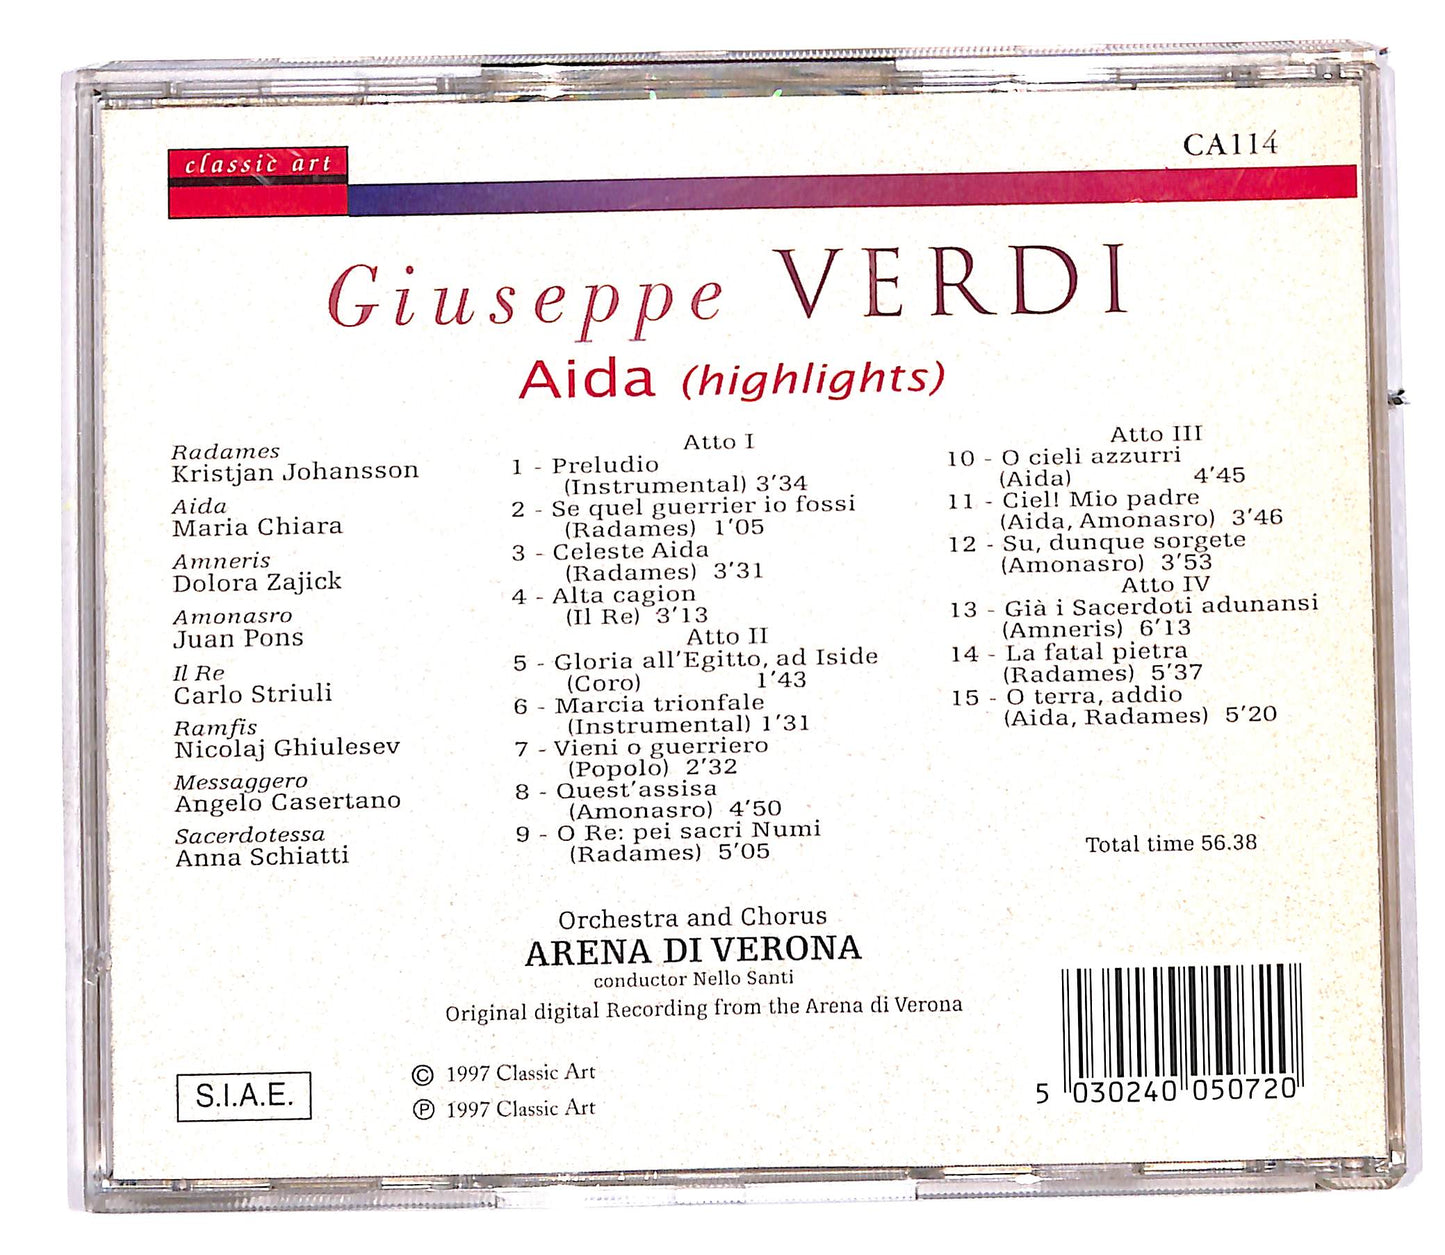 classic art
CA114
Giuseppe VERDI
Aida (highlights)
Radames
Kristjan Johansson
Aida
Maria Chiara
Amneris
Dolora Zajick
Amonasro
Juan Pons
Il Re
Carlo Striuli
Ramfis
Nicolaj Ghiulesev
Messaggero
Angelo Casertano
Sacerdotessa
Anna Schiatti
Atto I
1 - Preludio
(Instrumental) 3'34
2 - Se quel guerrier io fossi
(Radames) 1'05
3 - Celeste Aida
(Radames) 3'31
4 - Alta cagion
(Il Re) 3'13
Atto II
5 - Gloria all'Egitto, ad Iside
(Coro) 1'43
6 - Marcia trionfale
(Instrumental) 1'31
7 - Vieni o guerriero
(Popolo) 2'32
8 - Quest'assisa
(Amonasro) 4'50
9 - O Re: pei sacri Numi
(Radames) 5'05
Atto III
10 - O cieli azzurri
(Aida) 4'45
11 - Ciel! Mio padre
(Aida, Amonasro) 3'46
12 - Su, dunque sorgete
(Amonasro) 3'53
Atto IV
13 - Già i Sacerdoti adunansi
(Amneris) 6'13
14 - La fatal pietra
(Radames) 5'37
15 - O terra, addio
(Aida, Radames) 5'20
Total time 56.38
Orchestra and Chorus
ARENA DI VERONA
conductor Nello Santi
Original digital Recording from the Arena di Verona
S.I.A.E.
© 1997 Classic Art
℗ 1997 Classic Art
5 030240 050720